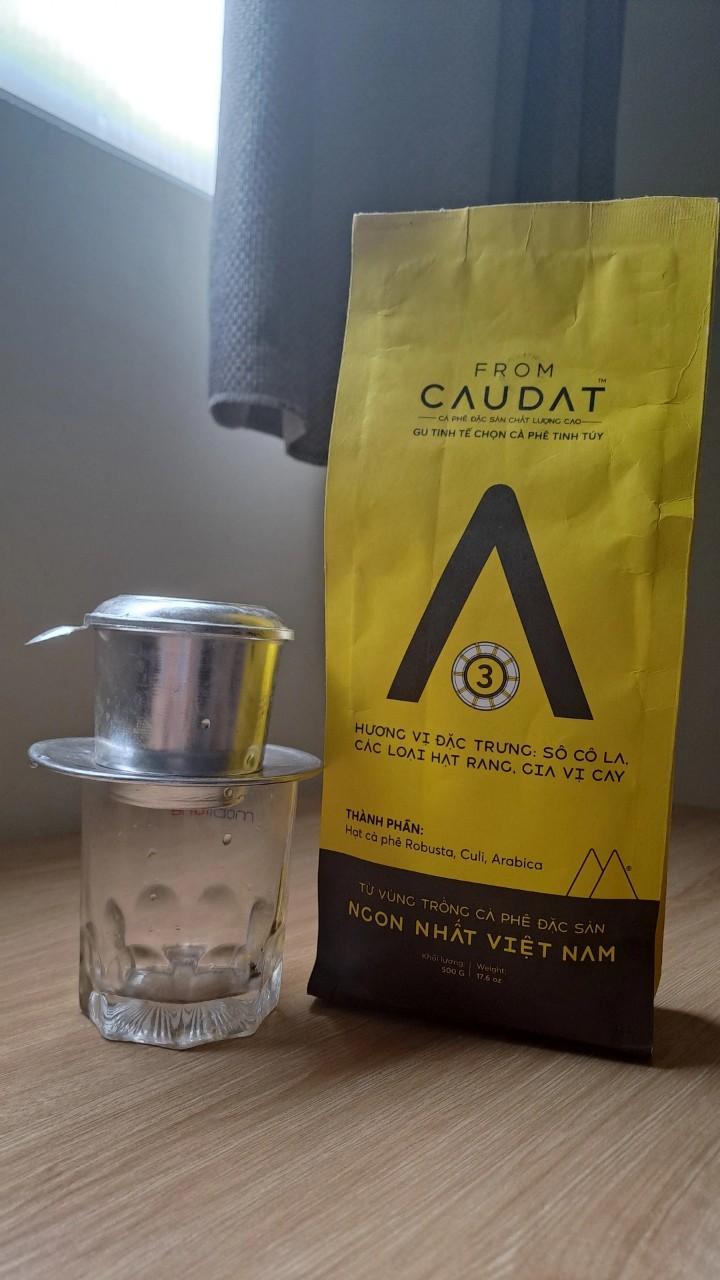 FROM
CAUDAT™
CÀ PHÊ ĐẶC SẢN CHẤT LƯỢNG CAO
GU TINH TẾ CHỌN CÀ PHÊ TINH TÚY
3
HƯƠNG VỊ ĐẶC TRƯNG: SÔ CÔ LA,
CÁC LOẠI HẠT RANG, GIA VỊ CAY
THÀNH PHẦN:
Hạt cà phê Robusta, Culi, Arabica
®
TỪ VÙNG TRỒNG CÀ PHÊ ĐẶC SẢN
NGON NHẤT VIỆT NAM
Khối lượng: | Weight:
500 G | 17.6 oz